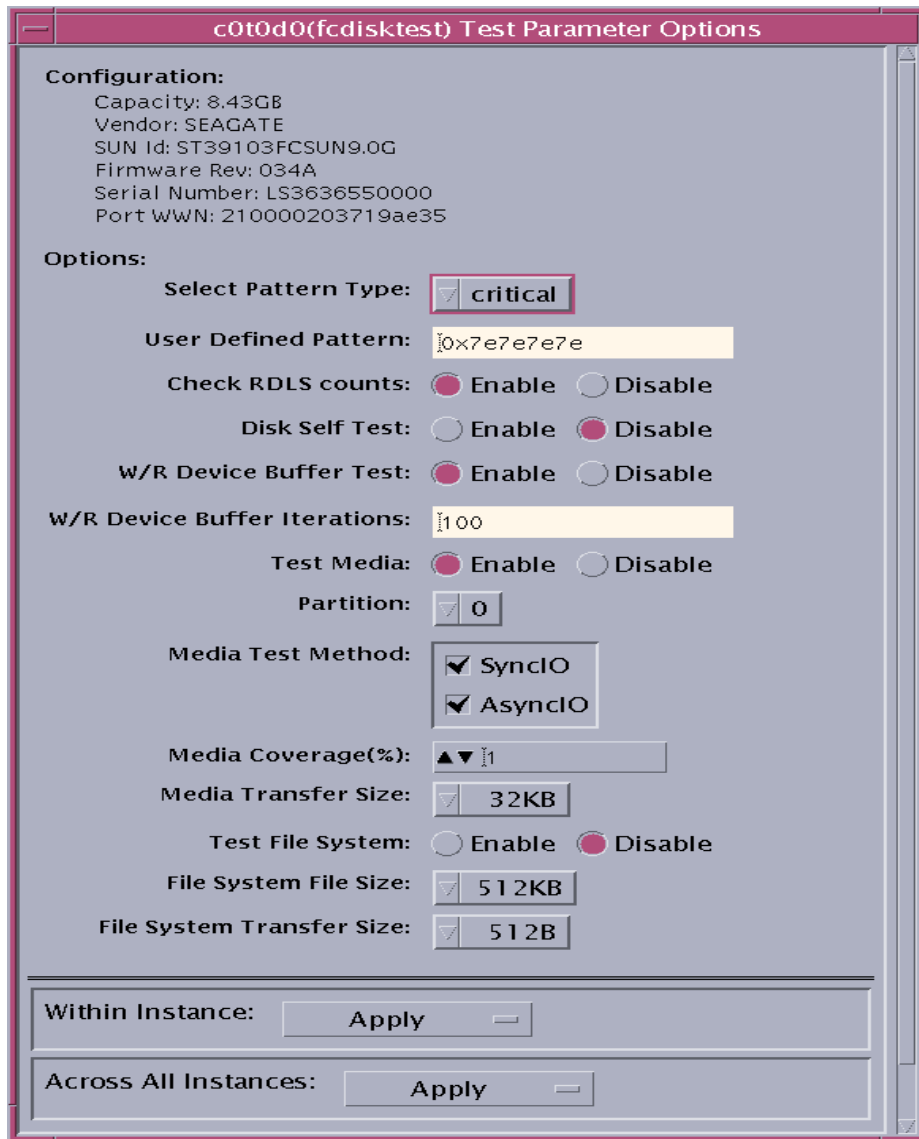 c0t0d0(fcdisktest) Test Parameter Options
Configuration:
Capacity: 8.43GB
Vendor: SEAGATE
SUN Id: ST39103FCSUN9.0G
Firmware Rev: 034A
Serial Number: LS3636550000
Port WWN: 210000203719ae35
Options:
Select Pattern Type: critical
User Defined Pattern: 0x7e7e7e7e
Check RDLS counts: Enable Disable
Disk Self Test: Enable Disable
W/R Device Buffer Test: Enable Disable
W/R Device Buffer Iterations: 100
Test Media: Enable Disable
Partition: 0
Media Test Method: SyncIO
AsyncIO
Media Coverage(%): 1
Media Transfer Size: 32KB
Test File System: Enable Disable
File System File Size: 512KB
File System Transfer Size: 512B
Within Instance: Apply
Across All Instances: Apply